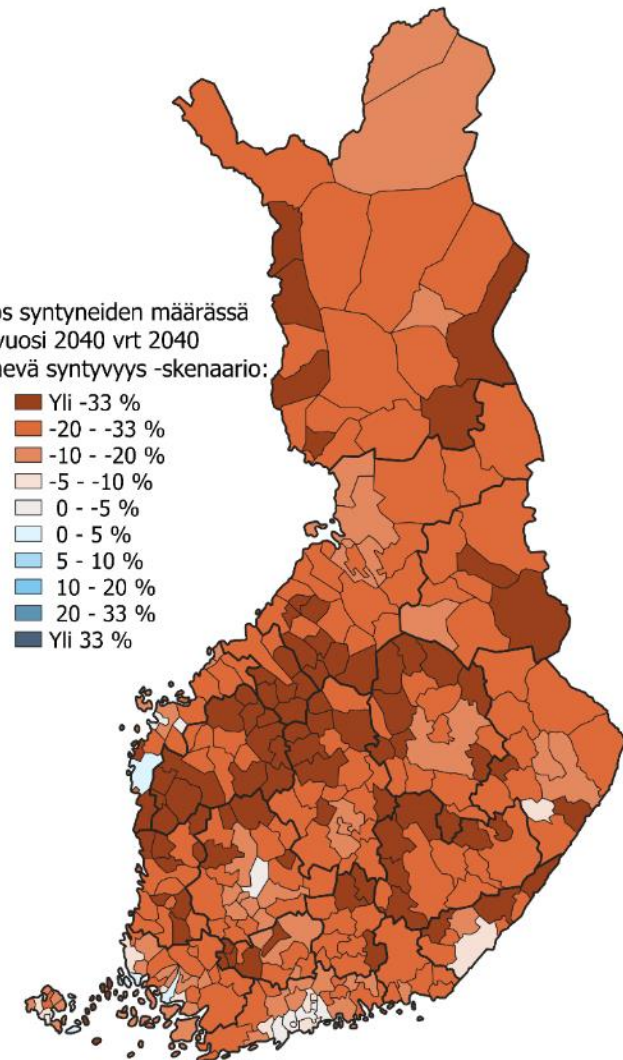 os syntyneiden määrässä
vuosi 2040 vrt 2040
nevä syntyvyys -skenaario:
Yli -33 %
-20 - -33 %
-10 - -20 %
-5 - -10 %
0 - -5 %
0 - 5 %
5 - 10 %
10 - 20 %
20 - 33 %
Yli 33 %